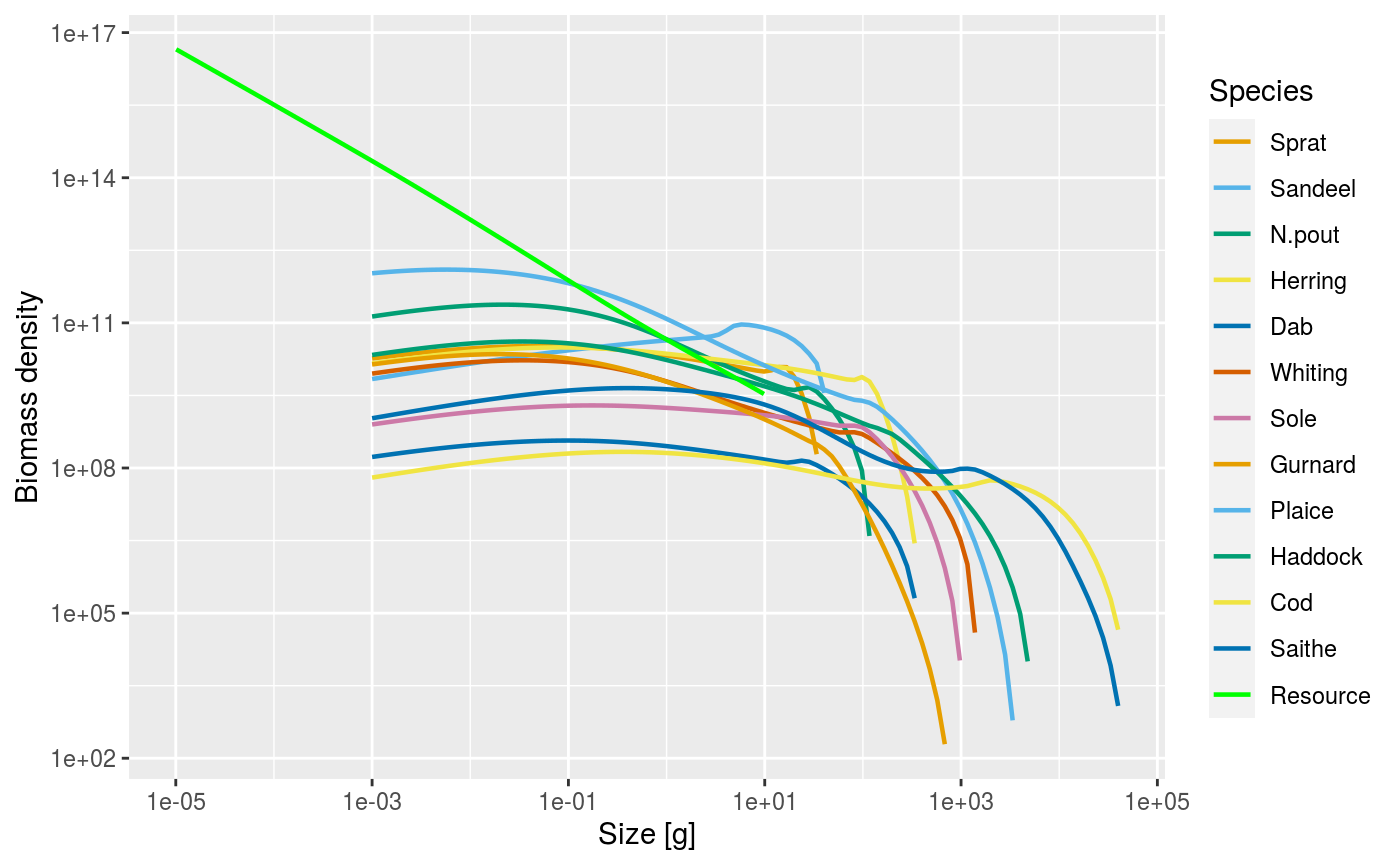 1e+17
1e+14
1e+11
1e+08
1e+05
1e+02
Biomass density
1e-05
1e-03
1e-01
1e+01
1e+03
1e+05
Size [g]
Species
Sprat
Sandeel
N.pout
Herring
Dab
Whiting
Sole
Gurnard
Plaice
Haddock
Cod
Saithe
Resource